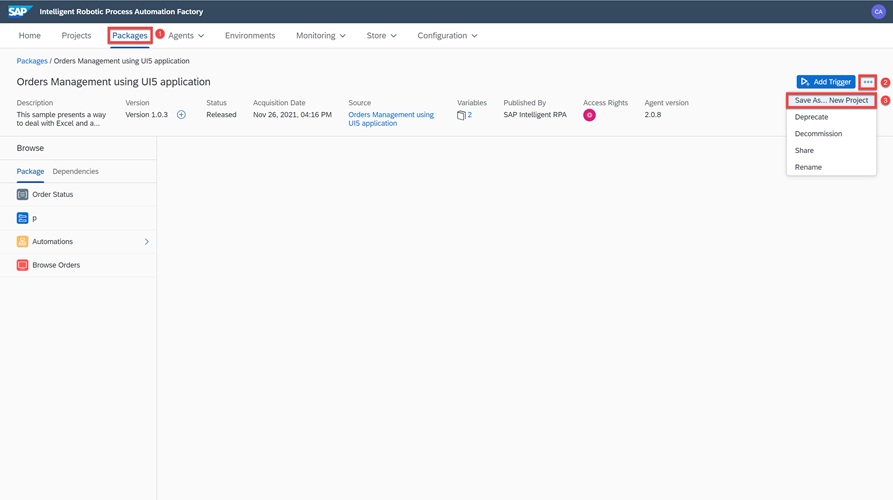 SAP Intelligent Robotic Process Automation Factory CA
Home Projects Packages 1 Agents Environments Monitoring Store Configuration
Packages / Orders Management using UI5 application
Orders Management using UI5 application
Add Trigger ••• 2
Save As... New Project 3
Deprecate
Decommission
Share
Rename
Description Version Status Acquisition Date Source Variables Published By Access Rights Agent version
This sample presents a way Version 1.0.3 Released Nov 26, 2021, 04:16 PM Orders Management using 2 SAP Intelligent RPA 2.0.8
to deal with Excel and a... UI5 application
Browse
Package Dependencies
Order Status
p
Automations
Browse Orders